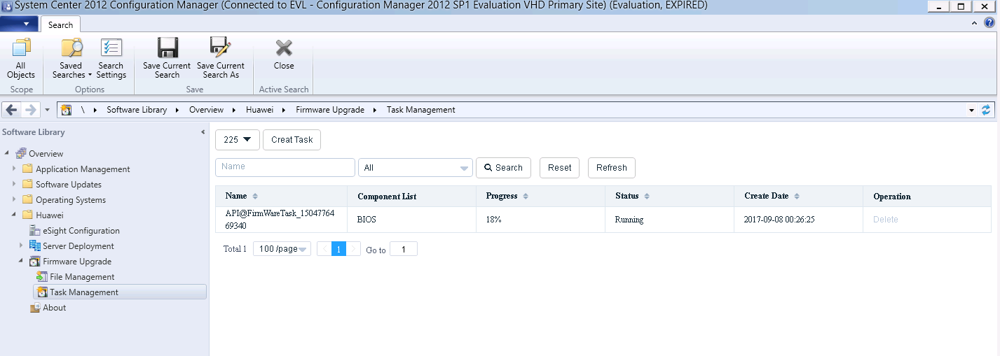 System Center 2012 Configuration Manager (Connected to EVL - Configuration Manager 2012 SP1 Evaluation VHD Primary Site) (Evaluation, EXPIRED)
Search
All Objects
Saved Searches
Search Settings
Save Current Search
Save Current Search As
Close
Scope
Options
Save
Active Search
\ Software Library Overview Huawei Firmware Upgrade Task Management
Software Library
Overview
Application Management
Software Updates
Operating Systems
Huawei
eSight Configuration
Server Deployment
Firmware Upgrade
File Management
Task Management
About
225 Creat Task
Name All Search Reset Refresh
Name Component List Progress Status Create Date Operation
API@FirmWareTask_15047764
69340
BIOS 18% Running 2017-09-08 00:26:25 Delete
Total 1 100 /page 1 Go to 1